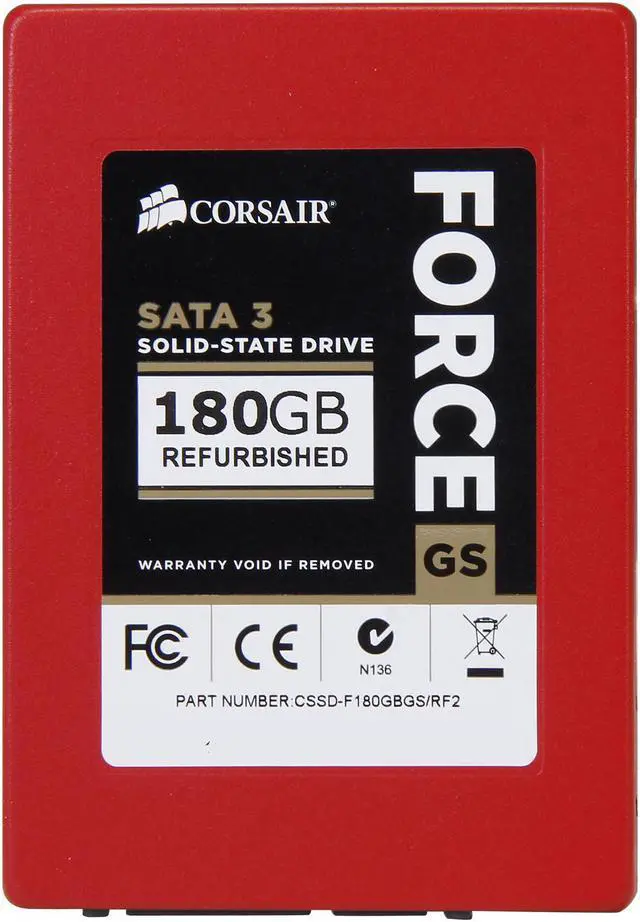 CORSAIR®
SATA 3
SOLID-STATE DRIVE
180GB
REFURBISHED
WARRANTY VOID IF REMOVED
FORCE
GS
FC CE N136
PART NUMBER:CSSD-F180GBGS/RF2